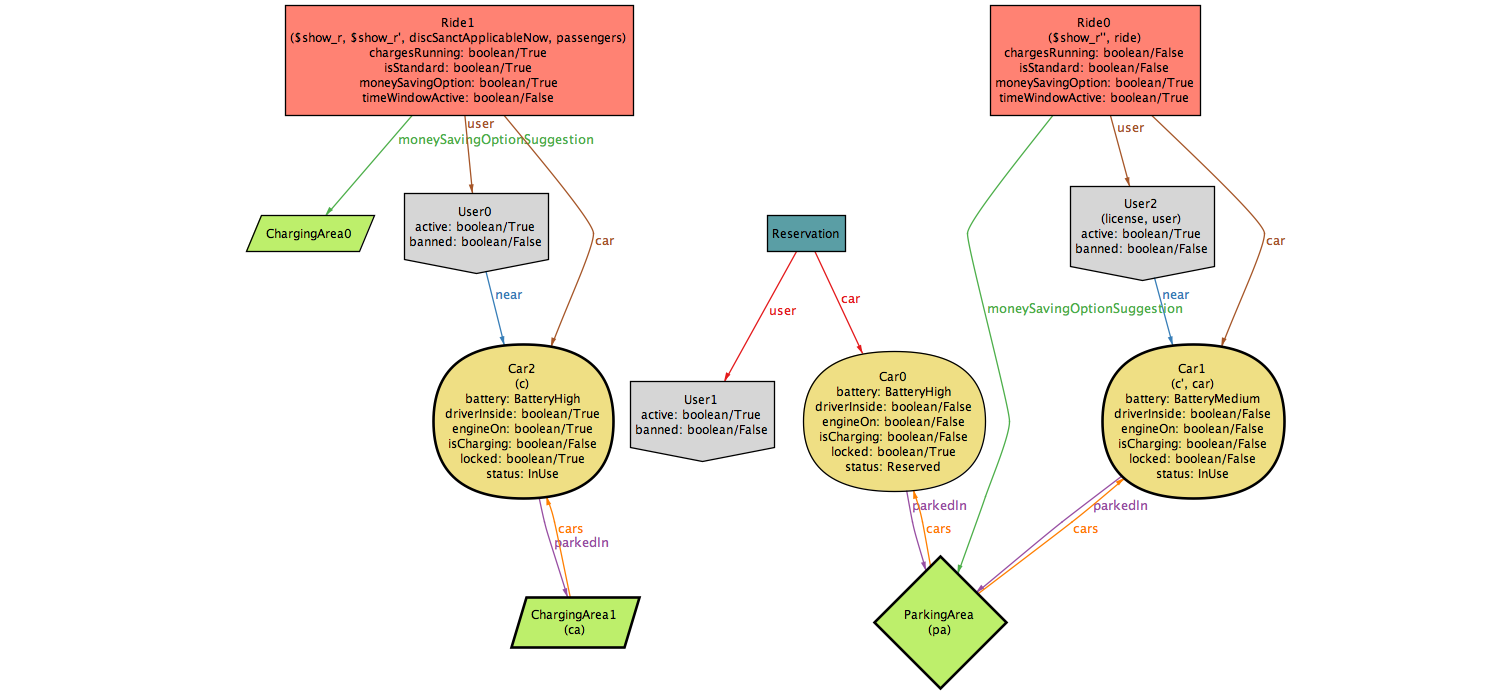 Ride1
($show_r, $show_r', discSanctApplicableNow, passengers)
chargesRunning: boolean/True
isStandard: boolean/True
moneySavingOption: boolean/True
timeWindowActive: boolean/False
Ride0
($show_r'', ride)
chargesRunning: boolean/False
isStandard: boolean/False
moneySavingOption: boolean/True
timeWindowActive: boolean/True
user
moneySavingOptionSuggestion
user
ChargingArea0
User0
active: boolean/True
banned: boolean/False
car
Reservation
User2
(license, user)
active: boolean/True
banned: boolean/False
car
near
user
car
near
moneySavingOptionSuggestion
Car2
(c)
battery: BatteryHigh
driverInside: boolean/True
engineOn: boolean/True
isCharging: boolean/False
locked: boolean/True
status: InUse
User1
active: boolean/True
banned: boolean/False
Car0
battery: BatteryHigh
driverInside: boolean/False
engineOn: boolean/False
isCharging: boolean/False
locked: boolean/True
status: Reserved
Car1
(c', car)
battery: BatteryMedium
driverInside: boolean/False
engineOn: boolean/False
isCharging: boolean/False
locked: boolean/False
status: InUse
cars
parkedIn
parkedIn
cars
parkedIn
cars
ChargingArea1
(ca)
ParkingArea
(pa)